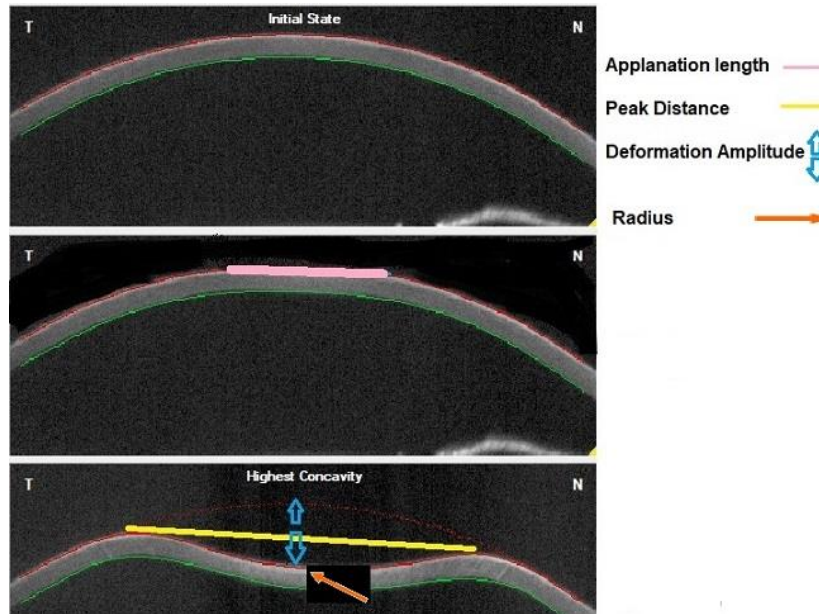 T Initial State N
Applanation length
Peak Distance
Deformation Amplitude
Radius
T N
T Highest Concavity N